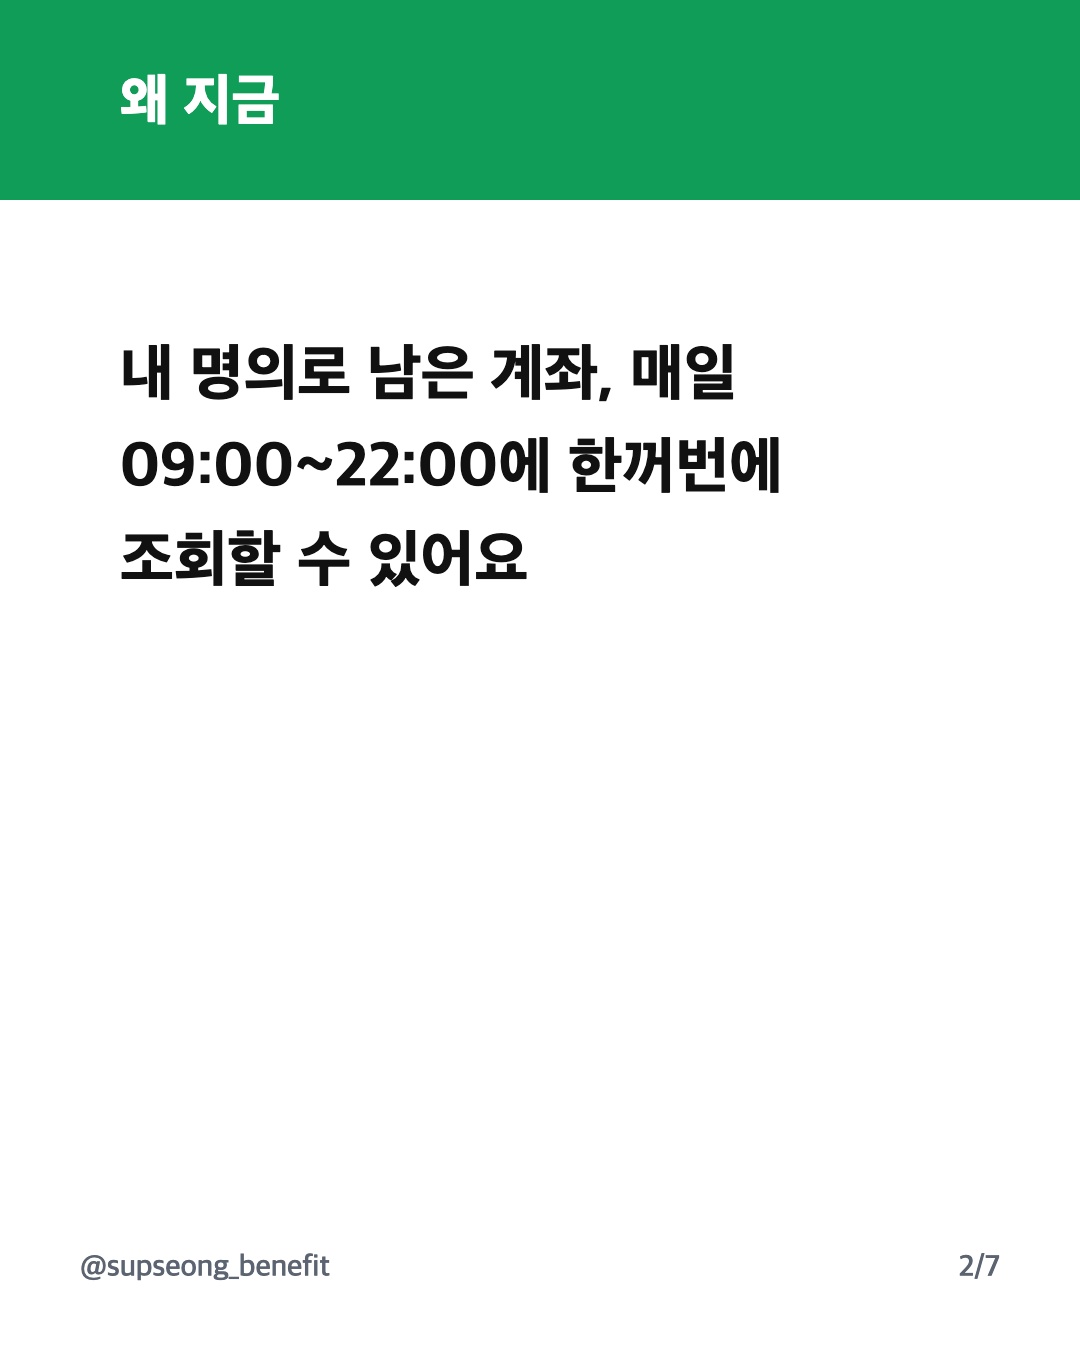 왜 지금
내 명의로 남은 계좌, 매일
09:00~22:00에 한꺼번에
조회할 수 있어요
@supseong_benefit
2/7